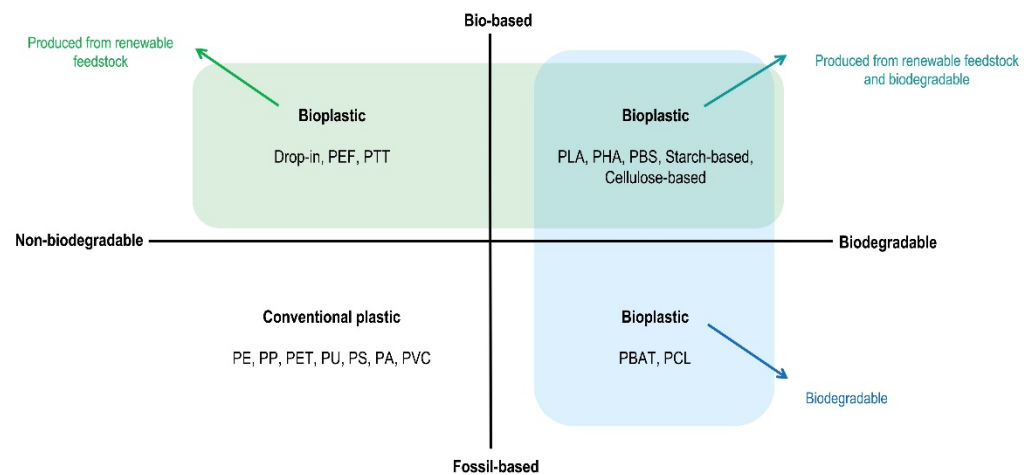 Bio-based
Produced from renewable
feedstock
Produced from renewable feedstock
and biodegradable
Bioplastic
Drop-in, PEF, PTT
Bioplastic
PLA, PHA, PBS, Starch-based,
Cellulose-based
Non-biodegradable
Biodegradable
Conventional plastic
PE, PP, PET, PU, PS, PA, PVC
Bioplastic
PBAT, PCL
Biodegradable
Fossil-based